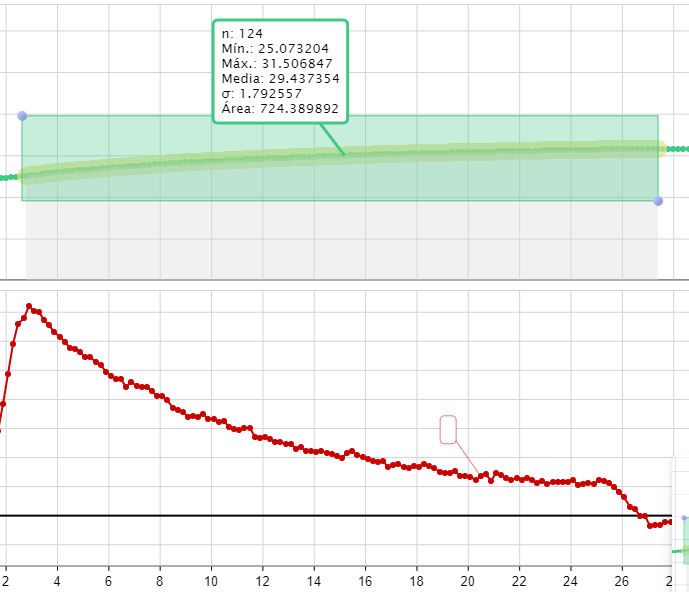 n: 124
Mín.: 25.073204
Máx.: 31.506847
Media: 29.437354
σ: 1.792557
Área: 724.389892
2 4 6 8 10 12 14 16 18 20 22 24 26